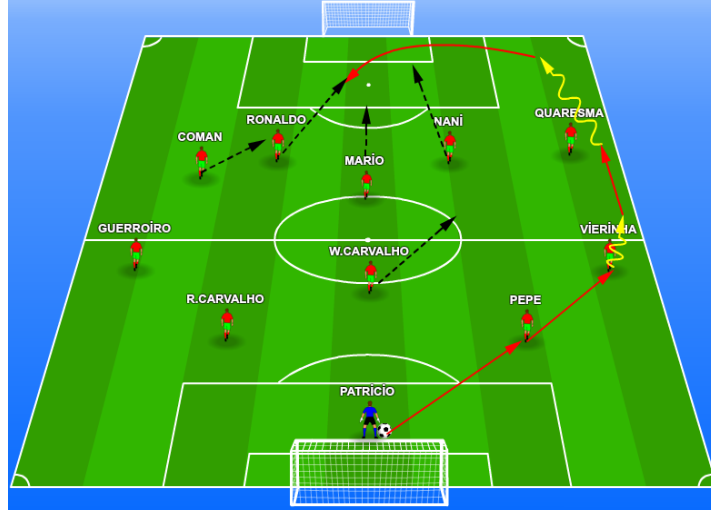 QUARESMA
RONALDO
NANİ
COMAN
MARİO
GUERROİRO
VİERİNHA
W.CARVALHO
R.CARVALHO
PEPE
PATRİCİO